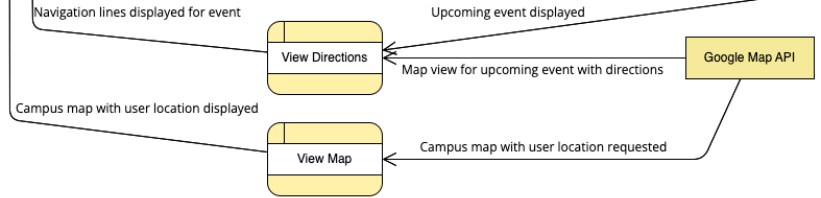 Navigation lines displayed for event
Upcoming event displayed
View Directions
Google Map API
Map view for upcoming event with directions
Campus map with user location displayed
Campus map with user location requested
View Map